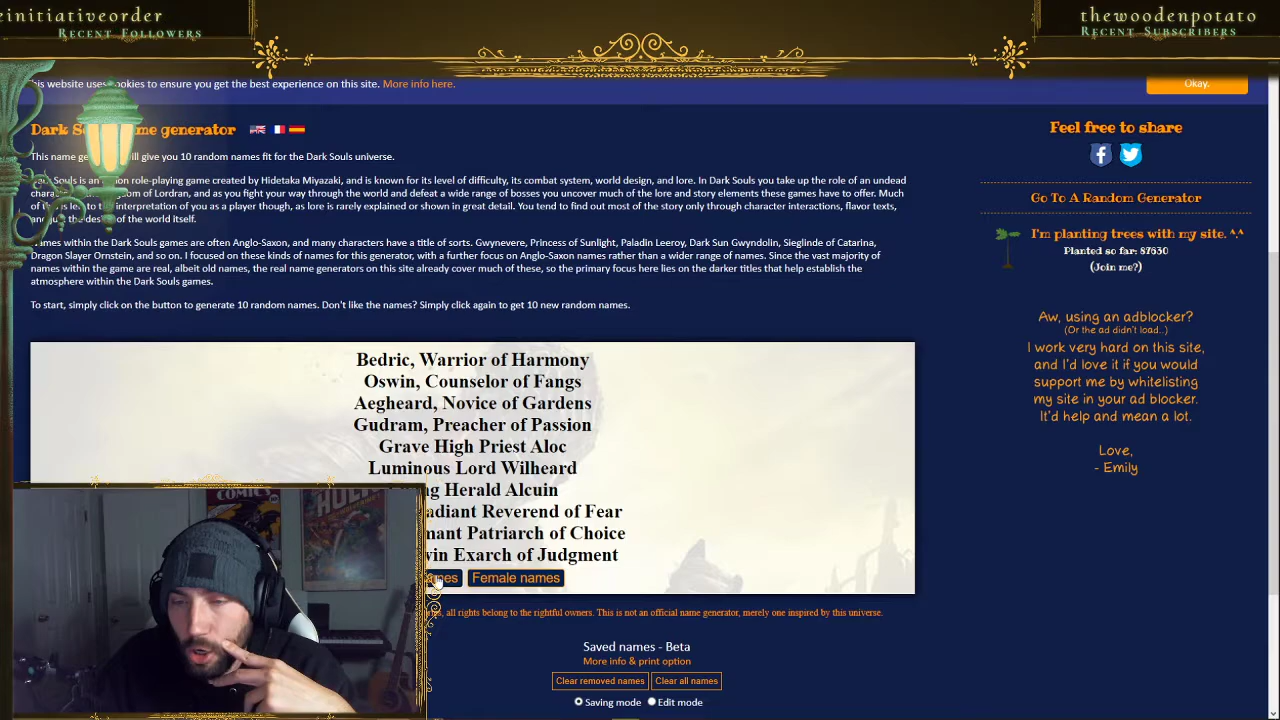 einitiativeorder
Recent Followers
thewoodenpotato
Recent Subscribers
his website uses cookies to ensure you get the best experience on this site. More info here.
Okay.
Dark S me generator
This name ge ill give you 10 random names fit for the Dark Souls universe.
Souls is an on role-playing game created by Hidetaka Miyazaki, and is known for its level of difficulty, its combat system, world design, and lore. In Dark Souls you take up the role of an undead
chara gdom of Lordran, and as you fight your way through the world and defeat a wide range of bosses you uncover much of the lore and story elements these games have to offer. Much
of is le to interpretation of you as a player though, as lore is rarely explained or shown in great detail. You tend to find out most of the story only through character interactions, flavor texts,
and the des of the world itself.
Names within the Dark Souls games are often Anglo-Saxon, and many characters have a title of sorts. Gwynevere, Princess of Sunlight, Paladin Leeroy, Dark Sun Gwyndolin, Sieglinde of Catarina,
Dragon Slayer Ornstein, and so on. I focused on these kinds of names for this generator, with a further focus on Anglo-Saxon names rather than a wider range of names. Since the vast majority of
names within the game are real, albeit old names, the real name generators on this site already cover much of these, so the primary focus here lies on the darker titles that help establish the
atmosphere within the Dark Souls games.
To start, simply click on the button to generate 10 random names. Don't like the names? Simply click again to get 10 new random names.
Bedric, Warrior of Harmony
Oswin, Counselor of Fangs
Aegheard, Novice of Gardens
Gudram, Preacher of Passion
Grave High Priest Aloc
Luminous Lord Wilheard
ng Herald Alcuin
adiant Reverend of Fear
mant Patriarch of Choice
vin Exarch of Judgment
mes
Female names
, all rights belong to the rightful owners. This is not an official name generator, merely one inspired by this universe.
Saved names - Beta
More info & print option
Clear removed names
Clear all names
Saving mode
Edit mode
Feel free to share
Go To A Random Generator
I'm planting trees with my site. ^.^
Planted so far: 87630
(Join me?)
Aw, using an adblocker?
(Or the ad didn't load..)
I work very hard on this site,
and I'd love it if you would
support me by whitelisting
my site in your ad blocker.
It'd help and mean a lot.
Love,
- Emily
COMICS
HULK